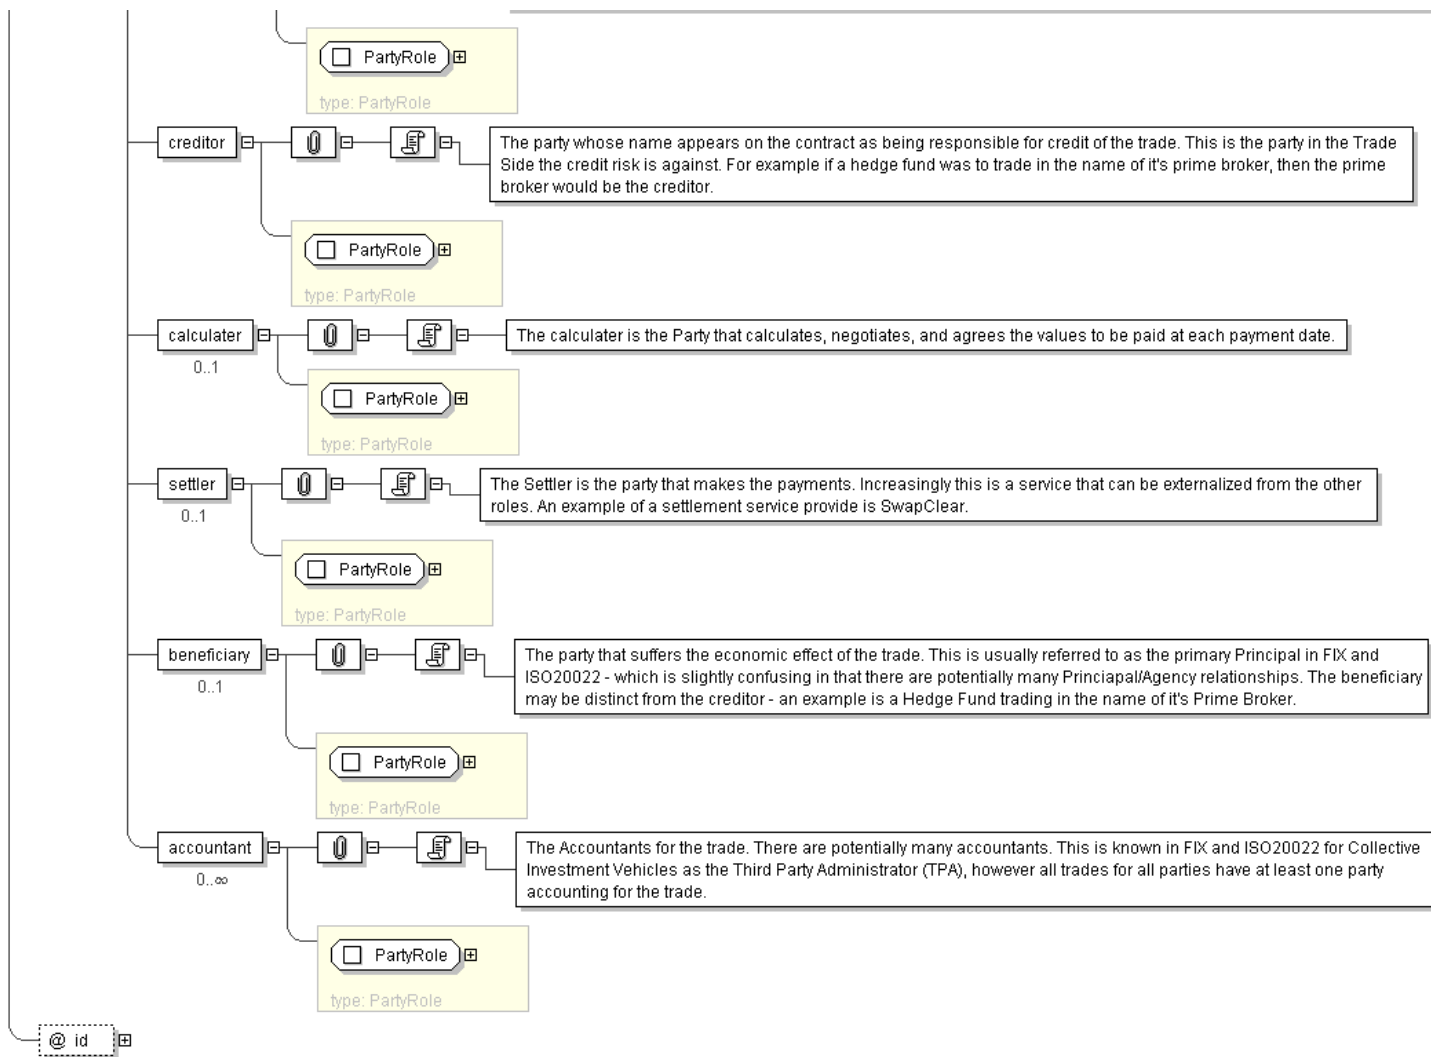 PartyRole
type: PartyRole
creditor
The party whose name appears on the contract as being responsible for credit of the trade. This is the party in the Trade
Side the credit risk is against. For example if a hedge fund was to trade in the name of it's prime broker, then the prime
broker would be the creditor.
PartyRole
type: PartyRole
calculater
0..1
The calculater is the Party that calculates, negotiates, and agrees the values to be paid at each payment date.
PartyRole
type: PartyRole
settler
0..1
The Settler is the party that makes the payments. Increasingly this is a service that can be externalized from the other
roles. An example of a settlement service provide is SwapClear.
PartyRole
type: PartyRole
beneficiary
0..1
The party that suffers the economic effect of the trade. This is usually referred to as the primary Principal in FIX and
ISO20022 - which is slightly confusing in that there are potentially many Princiapal/Agency relationships. The beneficiary
may be distinct from the creditor - an example is a Hedge Fund trading in the name of it's Prime Broker.
PartyRole
type: PartyRole
accountant
0..∞
The Accountants for the trade. There are potentially many accountants. This is known in FIX and ISO20022 for Collective
Investment Vehicles as the Third Party Administrator (TPA), however all trades for all parties have at least one party
accounting for the trade.
PartyRole
type: PartyRole
@ id